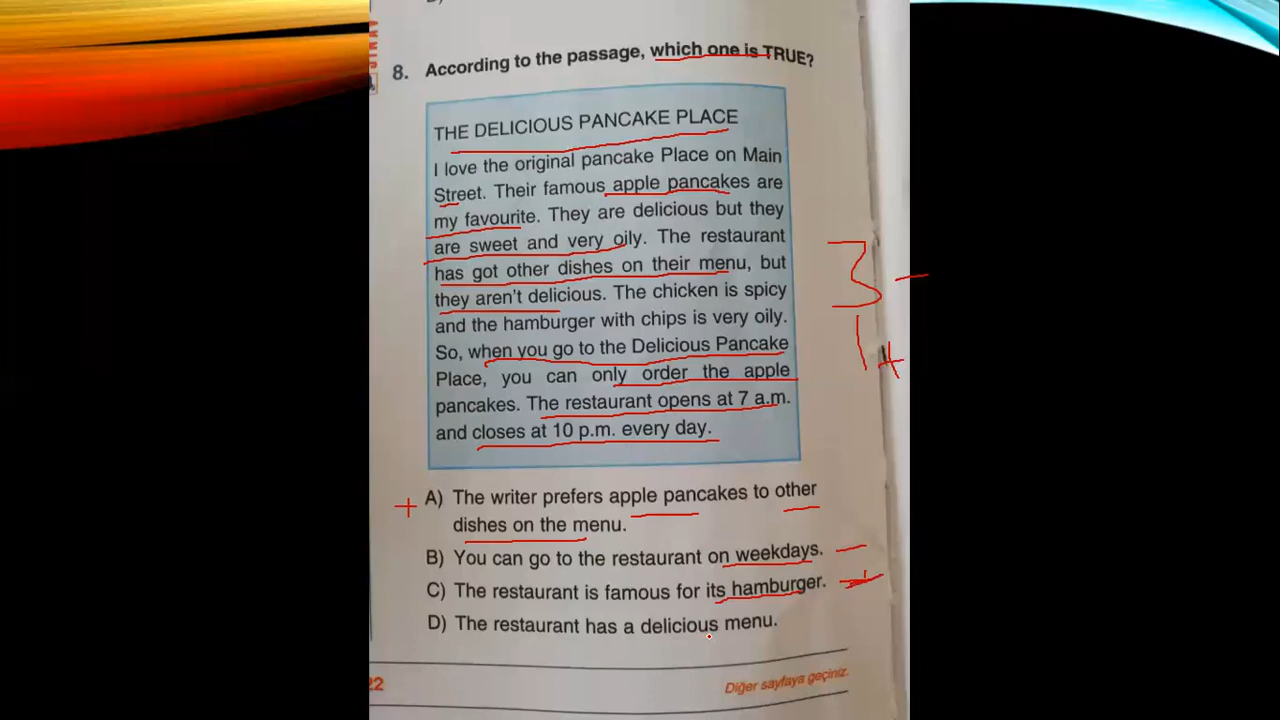 8. According to the passage, which one is TRUE?
THE DELICIOUS PANCAKE PLACE
I love the original pancake Place on Main
Street. Their famous apple pancakes are
my favourite. They are delicious but they
are sweet and very oily. The restaurant
has got other dishes on their menu, but
they aren't delicious. The chicken is spicy
and the hamburger with chips is very oily.
So, when you go to the Delicious Pancake
Place, you can only order the apple
pancakes. The restaurant opens at 7 a.m.
and closes at 10 p.m. every day.
3 -
1 +
+ A) The writer prefers apple pancakes to other
dishes on the menu.
B) You can go to the restaurant on weekdays. -
C) The restaurant is famous for its hamburger.
D) The restaurant has a delicious menu.
22
Diğer sayfaya geçiniz.